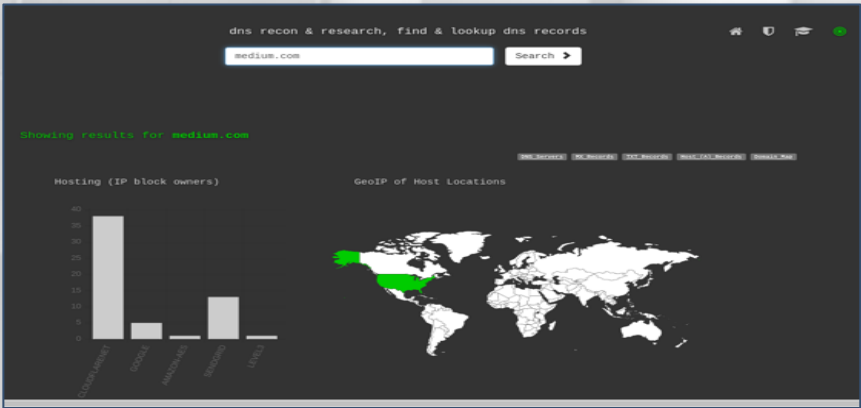 dns recon & research, find & lookup dns records
medium.com
Search
Showing results for medium.com
DNS Servers MX Records TXT Records Host (A) Records Domain Map
Hosting (IP block owners)
GeoIP of Host Locations
40
35
30
25
20
15
10
5
0
CLOUDFLARENET
GOOGLE
AMAZON-AES
SENDGRID
LEVEL3